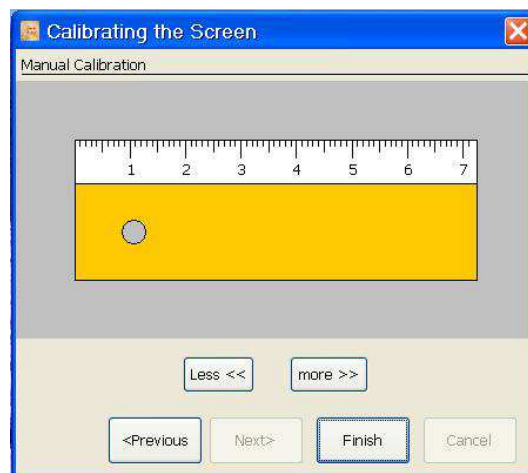 Calibrating the Screen
Manual Calibration
1 2 3 4 5 6 7
Less << more >>
<Previous Next> Finish Cancel